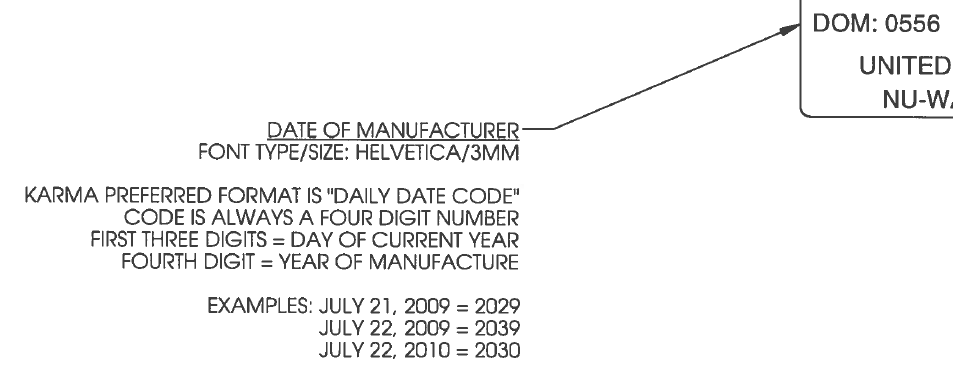 DOM: 0556
UNITED
DATE OF MANUFACTURER
FONT TYPE/SIZE: HELVETICA/3MM
KARMA PREFERRED FORMAT IS "DAILY DATE CODE"
CODE IS ALWAYS A FOUR DIGIT NUMBER
FIRST THREE DIGITS = DAY OF CURRENT YEAR
FOURTH DIGIT = YEAR OF MANUFACTURE
EXAMPLES: JULY 21, 2009 = 2029
JULY 22, 2009 = 2039
JULY 22, 2010 = 2030